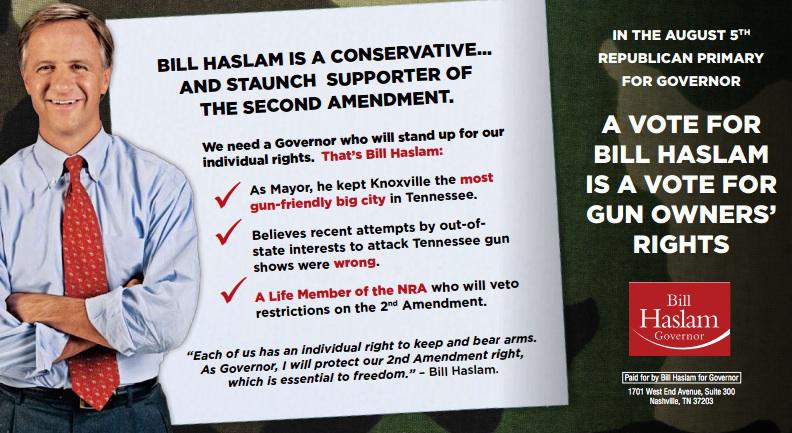 BILL HASLAM IS A CONSERVATIVE...
AND STAUNCH SUPPORTER OF
THE SECOND AMENDMENT.
We need a Governor who will stand up for our
individual rights. That's Bill Haslam:
✓ As Mayor, he kept Knoxville the most
gun-friendly big city in Tennessee.
✓ Believes recent attempts by out-of-
state interests to attack Tennessee gun
shows were wrong.
✓ A Life Member of the NRA who will veto
restrictions on the 2nd Amendment.
"Each of us has an individual right to keep and bear arms.
As Governor, I will protect our 2nd Amendment right,
which is essential to freedom." – Bill Haslam.
IN THE AUGUST 5TH
REPUBLICAN PRIMARY
FOR GOVERNOR
A VOTE FOR
BILL HASLAM
IS A VOTE FOR
GUN OWNERS'
RIGHTS
Bill
Haslam
Governor
Paid for by Bill Haslam for Governor
1701 West End Avenue, Suite 300
Nashville, TN 37203